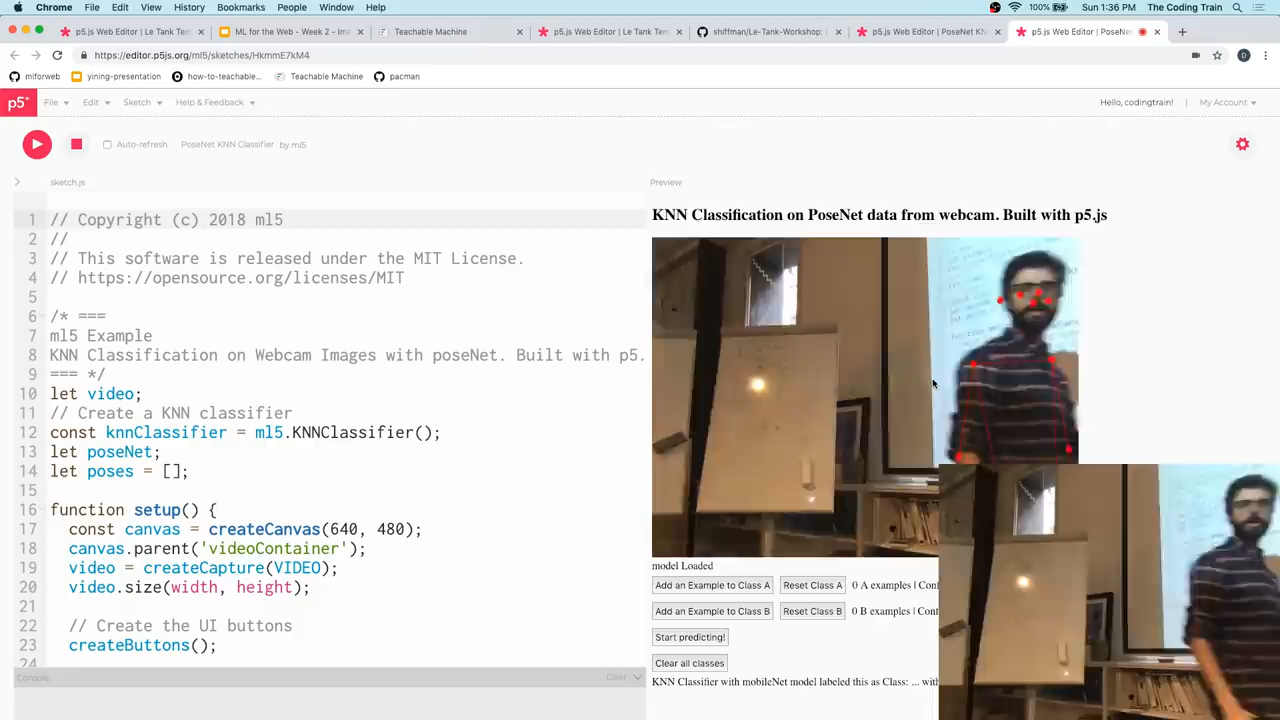 Chrome File Edit View History Bookmarks People Window Help 100% Sun 1:36 PM The Coding Train
p5.js Web Editor | Le Tank Tem
ML for the Web - Week 2 - Im
Teachable Machine
p5.js Web Editor | Le Tank Tem
shiffman/Le-Tank-Workshop:
p5.js Web Editor | PoseNet KN
p5.js Web Editor | PoseNet
https://editor.p5js.org/ml5/sketches/HkmmE7kM4
D
mlforweb yining-presentation how-to-teachable... Teachable Machine pacman
p5* File Edit Sketch Help & Feedback Hello, codingtrain! | My Account
Auto-refresh PoseNet KNN Classifier by ml5
sketch.js
1 // Copyright (c) 2018 ml5
2 //
3 // This software is released under the MIT License.
4 // https://opensource.org/licenses/MIT
5
6 /* ===
7 ml5 Example
8 KNN Classification on Webcam Images with poseNet. Built with p5.
9 === */
10 let video;
11 // Create a KNN classifier
12 const knnClassifier = ml5.KNNClassifier();
13 let poseNet;
14 let poses = [];
15
16 function setup() {
17 const canvas = createCanvas(640, 480);
18 canvas.parent('videoContainer');
19 video = createCapture(VIDEO);
20 video.size(width, height);
21
22 // Create the UI buttons
23 createButtons();
24
Console Clear
Preview
KNN Classification on PoseNet data from webcam. Built with p5.js
model Loaded
Add an Example to Class A Reset Class A 0 A examples | Conf
Add an Example to Class B Reset Class B 0 B examples | Conf
Start predicting!
Clear all classes
KNN Classifier with mobileNet model labeled this as Class: ... with